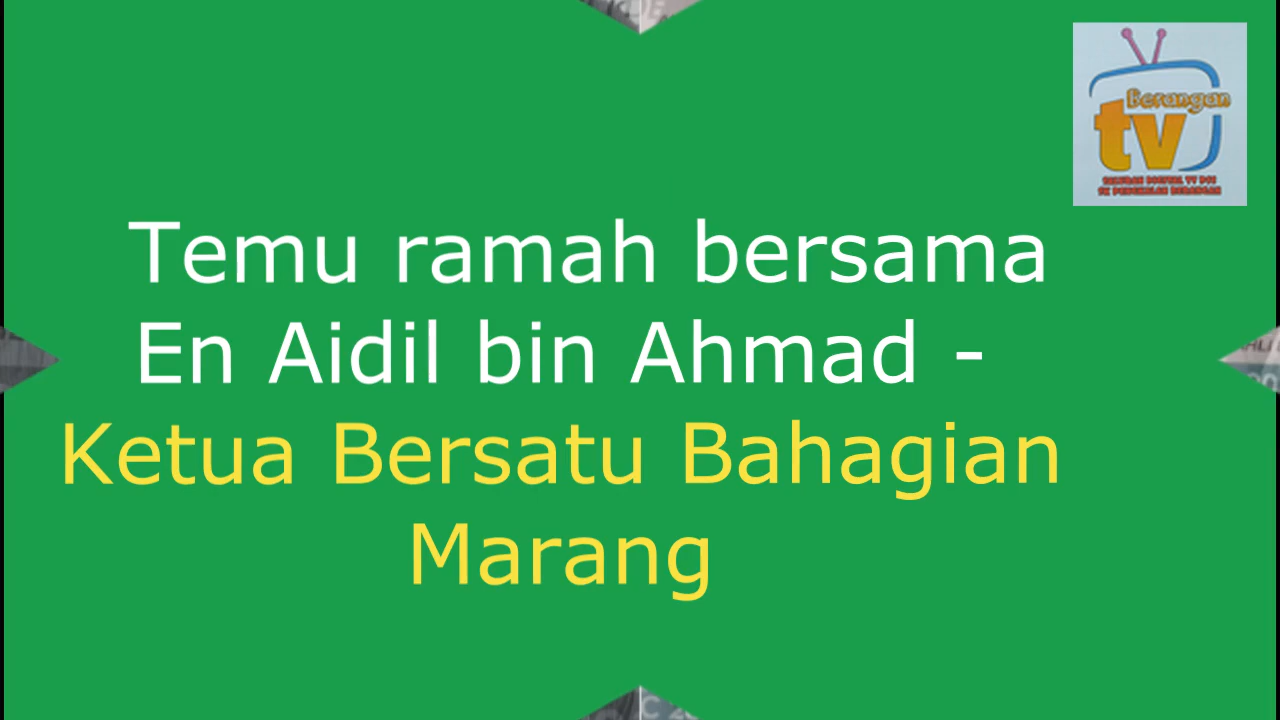 Berangan
tv
Temu ramah bersama
En Aidil bin Ahmad -
Ketua Bersatu Bahagian
Marang